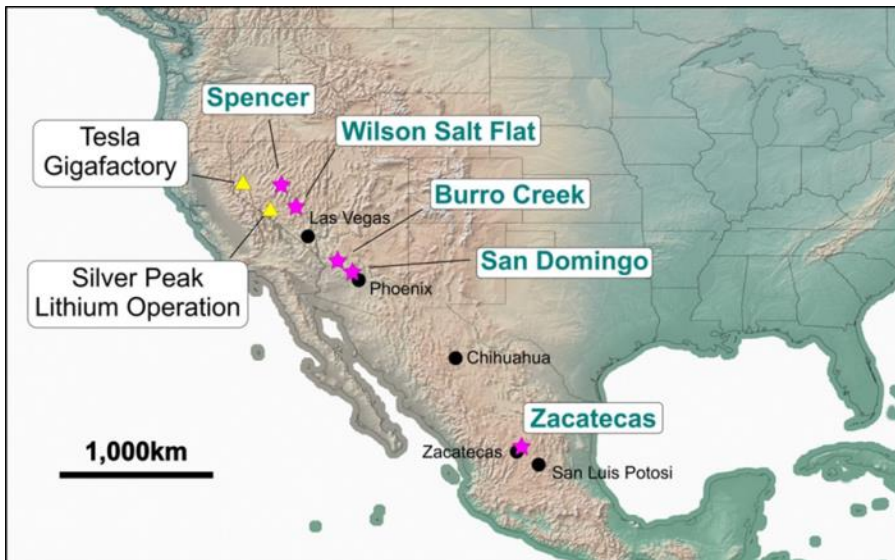 Spencer
Wilson Salt Flat
Tesla
Gigafactory
Burro Creek
Las Vegas
San Domingo
Silver Peak
Lithium Operation
Phoenix
Chihuahua
Zacatecas
1,000km
Zacatecas
San Luis Potosi